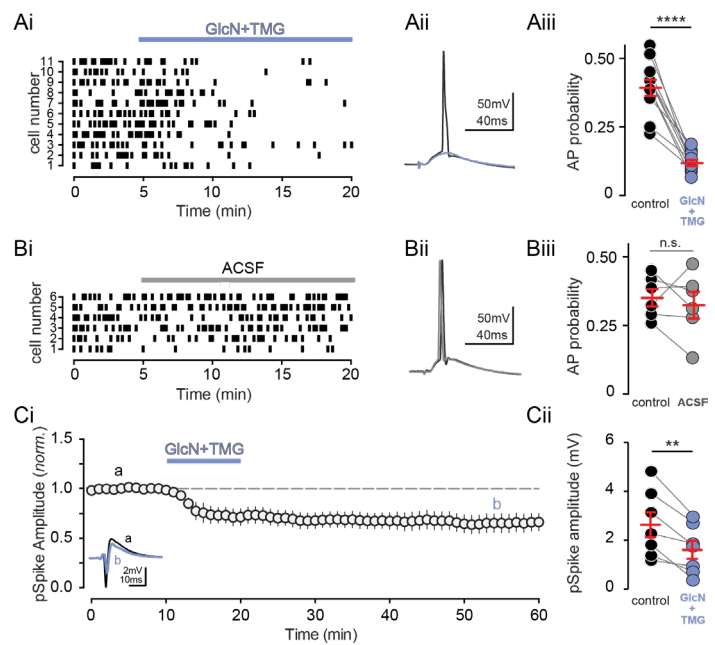 Ai
GlcN+TMG
cell number
11
10
9
8
7
6
5
4
3
2
1
0 5 10 15 20
Time (min)
Aii
50mV
40ms
Aiii
****
AP probability
0.50
0.25
0
control
GlcN
+
TMG
Bi
ACSF
cell number
6
5
4
3
2
1
0 5 10 15 20
Time (min)
Bii
50mV
40ms
Biii
n.s.
AP probability
0.50
0.25
0
control ACSF
Ci
GlcN+TMG
pSpike Amplitude (norm.)
1.5
1.0
0.5
0.0
a
b
a
b
2mV
10ms
0 10 20 30 40 50 60
Time (min)
Cii
**
pSpike amplitude (mV)
6
4
2
0
control
GlcN
+
TMG